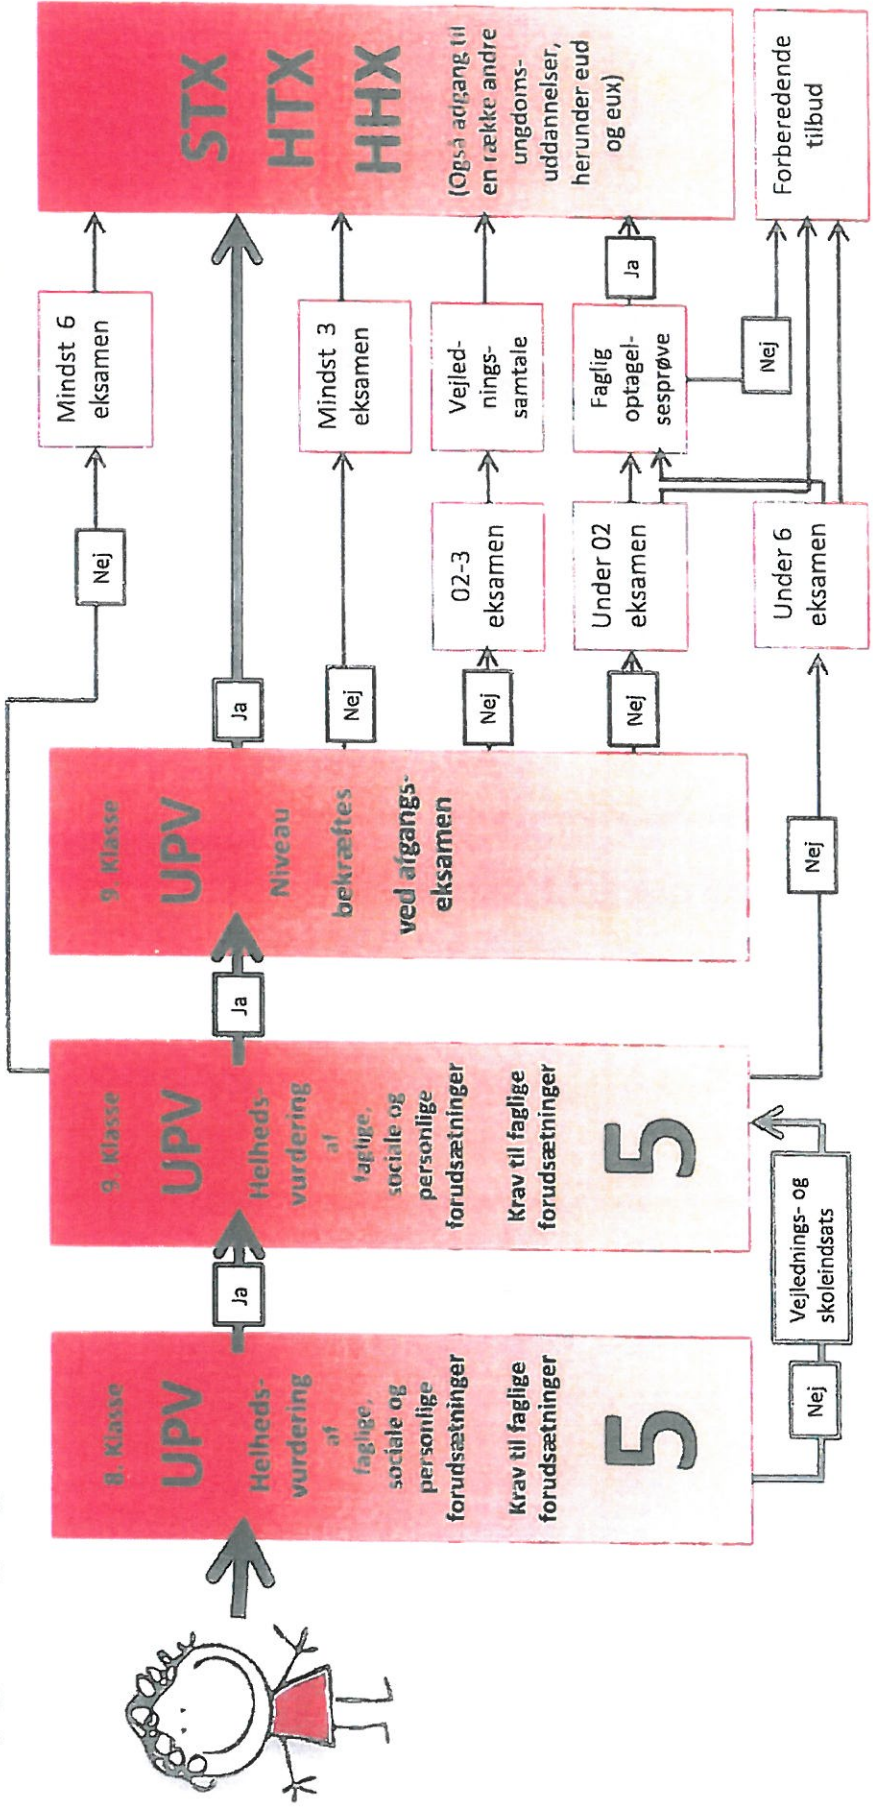 8. Klasse
UPV
Helheds-
vurdering
af
faglige,
sociale og
personlige
forudsætninger
Krav til faglige
forudsætninger
5
Ja
Nej
Vejlednings- og
skoleindsats
9. Klasse
UPV
Helheds-
vurdering
af
faglige,
sociale og
personlige
forudsætninger
Krav til faglige
forudsætninger
5
Ja
Nej
9. Klasse
UPV
Niveau
bekræftes
ved afgangs-
eksamen
Nej
Ja
Nej
Nej
Nej
Mindst 6
eksamen
Mindst 3
eksamen
02-3
eksamen
Vejled-
nings-
samtale
Under 02
eksamen
Faglig
optagel-
sesprøve
Ja
Nej
Under 6
eksamen
STX
HTX
HHX
(Også adgang til
en række andre
ungdoms-
uddannelser,
herunder eud
og eux)
Forberedende
tilbud